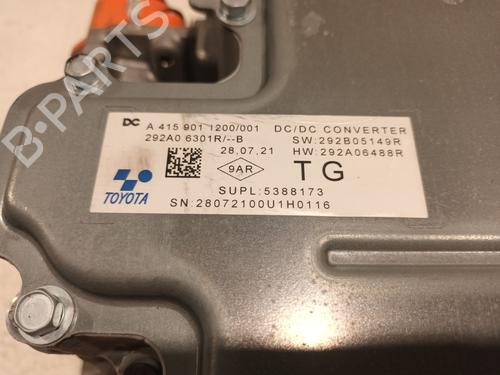 B-PARTS
DC A 415 901 1200/001 DC/DC CONVERTER
292A0 6301R/--B SW:292B05149R
28.07.21 HW:292A06488R
9AR TG
TOYOTA SUPL:5388173
SN:28072100U1H0116